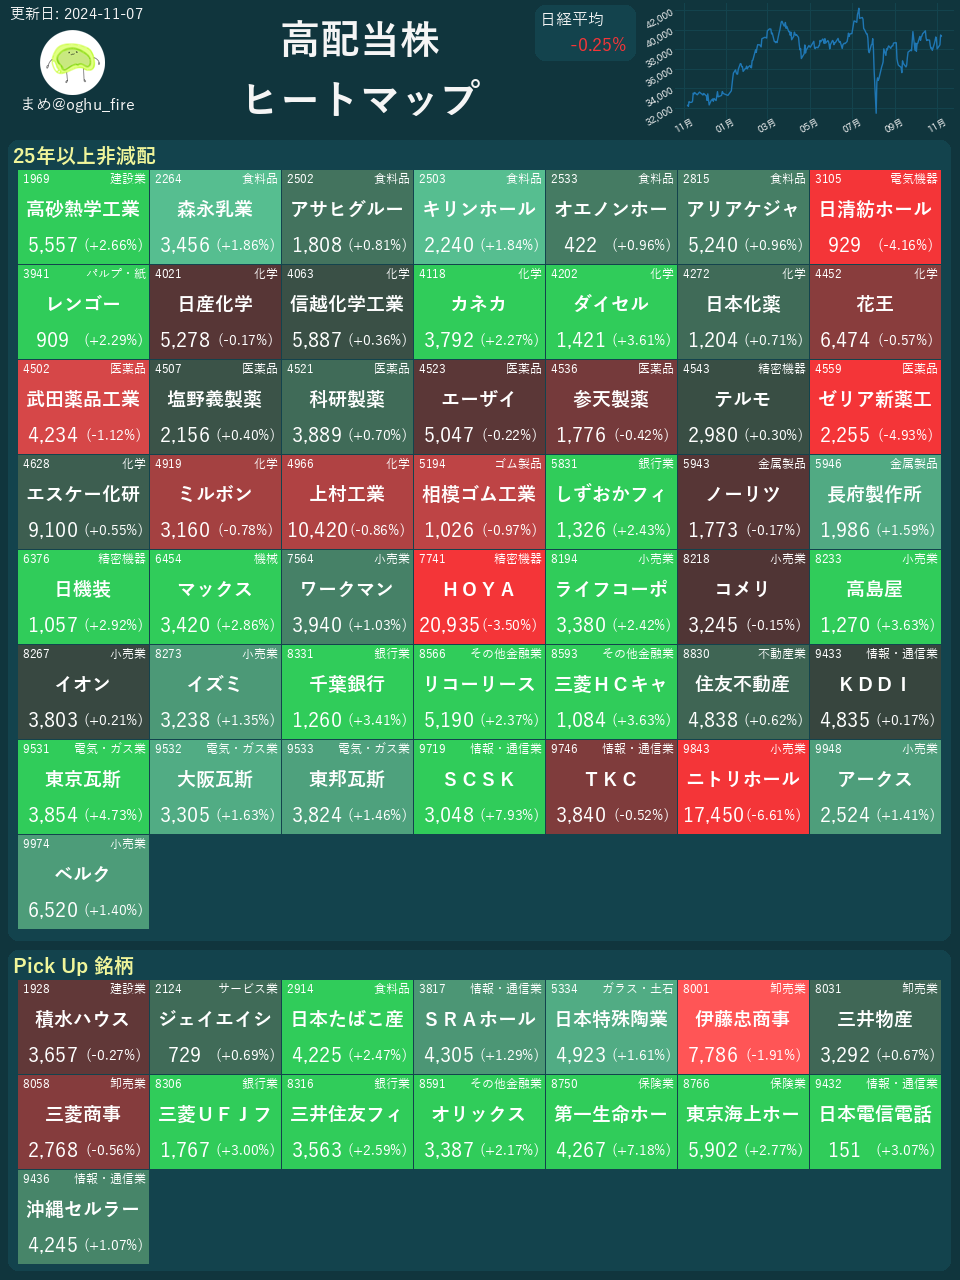 更新日: 2024-11-07
まめ@oghu_fire
高配当株
ヒートマップ
日経平均
-0.25%
42,000
40,000
38,000
36,000
34,000
32,000
11月 01月 03月 05月 07月 09月 11月
25年以上非減配
1969 建設業 2264 食料品 2502 食料品 2503 食料品 2533 食料品 2815 食料品 3105 電気機器
高砂熱学工業 森永乳業 アサヒグルー キリンホール オエノンホー アリアケジャ 日清紡ホール
5,557 (+2.66%) 3,456 (+1.86%) 1,808 (+0.81%) 2,240 (+1.84%) 422 (+0.96%) 5,240 (+0.96%) 929 (-4.16%)
3941 パルプ・紙 4021 化学 4063 化学 4118 化学 4202 化学 4272 化学 4452 化学
レンゴー 日産化学 信越化学工業 カネカ ダイセル 日本化薬 花王
909 (+2.29%) 5,278 (-0.17%) 5,887 (+0.36%) 3,792 (+2.27%) 1,421 (+3.61%) 1,204 (+0.71%) 6,474 (-0.57%)
4502 医薬品 4507 医薬品 4521 医薬品 4523 医薬品 4536 医薬品 4543 精密機器 4559 医薬品
武田薬品工業 塩野義製薬 科研製薬 エーザイ 参天製薬 テルモ ゼリア新薬工
4,234 (-1.12%) 2,156 (+0.40%) 3,889 (+0.70%) 5,047 (-0.22%) 1,776 (-0.42%) 2,980 (+0.30%) 2,255 (-4.93%)
4628 化学 4919 化学 4966 化学 5194 ゴム製品 5831 銀行業 5943 金属製品 5946 金属製品
エスケー化研 ミルボン 上村工業 相模ゴム工業 しずおかフィ ノーリツ 長府製作所
9,100 (+0.55%) 3,160 (-0.78%) 10,420 (-0.86%) 1,026 (-0.97%) 1,326 (+2.43%) 1,773 (-0.17%) 1,986 (+1.59%)
6376 精密機器 6454 機械 7564 小売業 7741 精密機器 8194 小売業 8218 小売業 8233 小売業
日機装 マックス ワークマン ＨＯＹＡ ライフコーポ コメリ 高島屋
1,057 (+2.92%) 3,420 (+2.86%) 3,940 (+1.03%) 20,935 (-3.50%) 3,380 (+2.42%) 3,245 (-0.15%) 1,270 (+3.63%)
8267 小売業 8273 小売業 8331 銀行業 8566 その他金融業 8593 その他金融業 8830 不動産業 9433 情報・通信業
イオン イズミ 千葉銀行 リコーリース 三菱ＨＣキャ 住友不動産 ＫＤＤＩ
3,803 (+0.21%) 3,238 (+1.35%) 1,260 (+3.41%) 5,190 (+2.37%) 1,084 (+3.63%) 4,838 (+0.62%) 4,835 (+0.17%)
9531 電気・ガス業 9532 電気・ガス業 9533 電気・ガス業 9719 情報・通信業 9746 情報・通信業 9843 小売業 9948 小売業
東京瓦斯 大阪瓦斯 東邦瓦斯 ＳＣＳＫ ＴＫＣ ニトリホール アークス
3,854 (+4.73%) 3,305 (+1.63%) 3,824 (+1.46%) 3,048 (+7.93%) 3,840 (-0.52%) 17,450 (-6.61%) 2,524 (+1.41%)
9974 小売業
ベルク
6,520 (+1.40%)
Pick Up 銘柄
1928 建設業 2124 サービス業 2914 食料品 3817 情報・通信業 5334 ガラス・土石 8001 卸売業 8031 卸売業
積水ハウス ジェイエイシ 日本たばこ産 ＳＲＡホール 日本特殊陶業 伊藤忠商事 三井物産
3,657 (-0.27%) 729 (+0.69%) 4,225 (+2.47%) 4,305 (+1.29%) 4,923 (+1.61%) 7,786 (-1.91%) 3,292 (+0.67%)
8058 卸売業 8306 銀行業 8316 銀行業 8591 その他金融業 8750 保険業 8766 保険業 9432 情報・通信業
三菱商事 三菱ＵＦＪフ 三井住友フィ オリックス 第一生命ホー 東京海上ホー 日本電信電話
2,768 (-0.56%) 1,767 (+3.00%) 3,563 (+2.59%) 3,387 (+2.17%) 4,267 (+7.18%) 5,902 (+2.77%) 151 (+3.07%)
9436 情報・通信業
沖縄セルラー
4,245 (+1.07%)